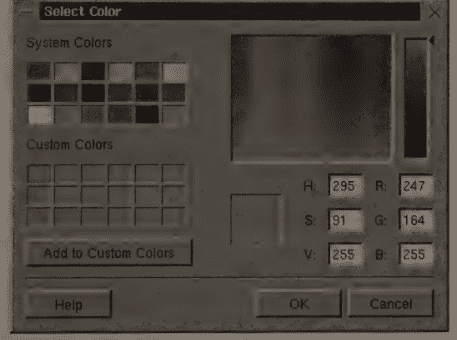 Select Color
System Colors
Custom Colors
H: 295 R: 247
S: 91 G: 164
V: 255 B: 255
Add to Custom Colors
Help OK Cancel